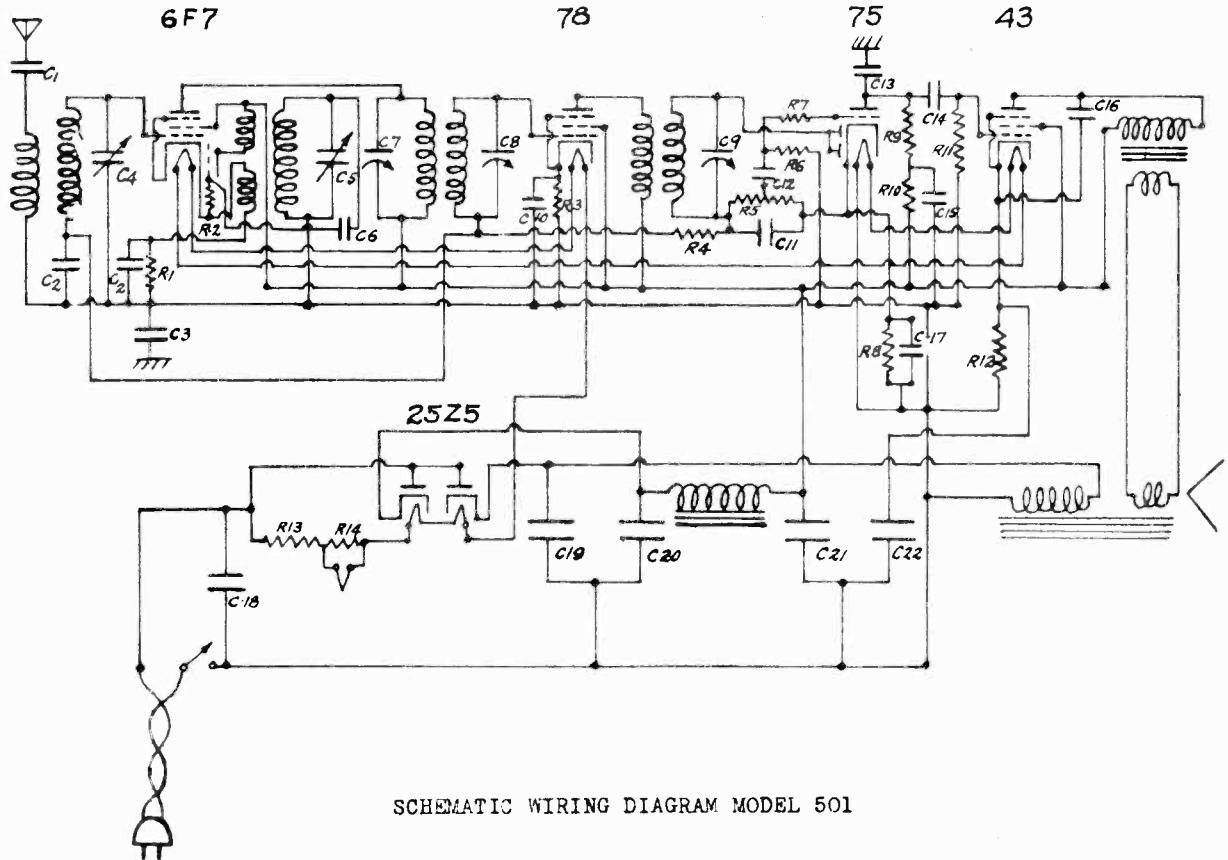 6F7
78
75
43
C1
C4
R2
C5
C6
C7
C8
C10
R3
C9
R7
R6
C12
R5
R4
C11
C13
R9
C14
R11
R10
C15
C16
C2
C2
R1
C3
R8
C17
R12
25Z5
R13
R14
C18
C19
C20
C21
C22
SCHEMATIC WIRING DIAGRAM MODEL 501